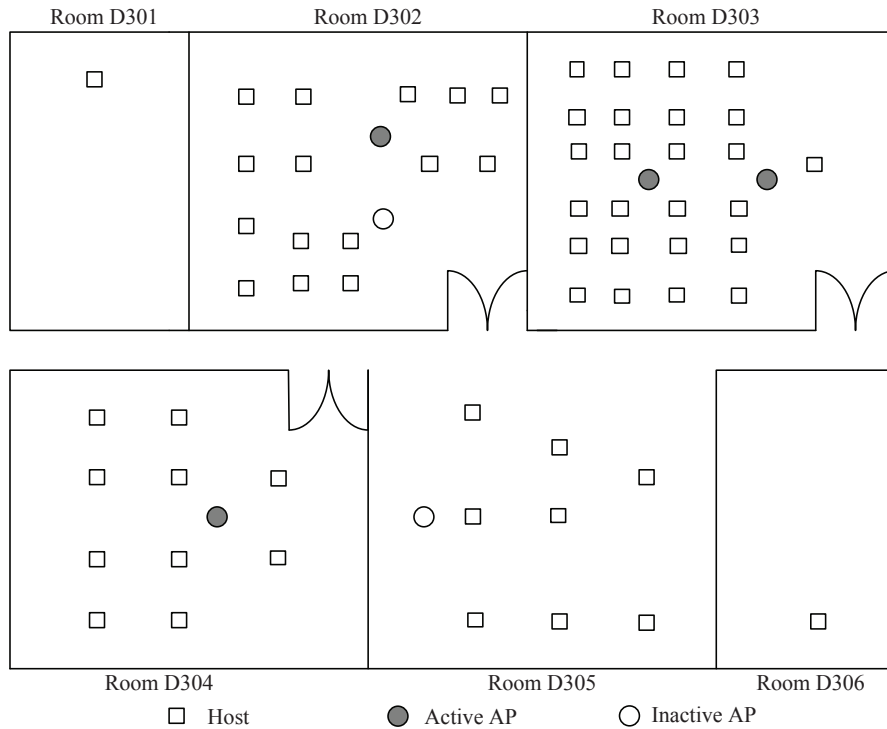 Room D301
Room D302
Room D303
Room D304
Room D305
Room D306
Host
Active AP
Inactive AP